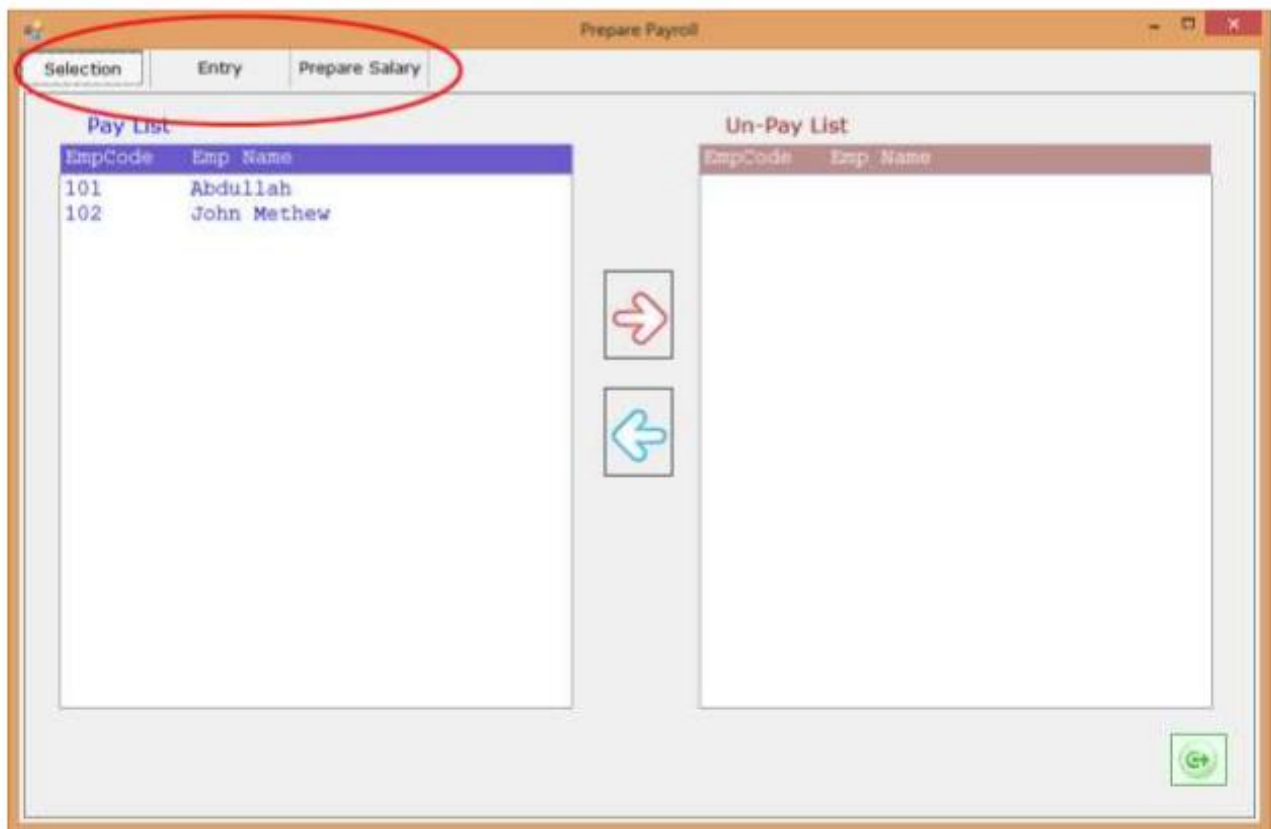 Prepare Payroll
Selection Entry Prepare Salary
Pay List
EmpCode Emp Name
101 Abdullah
102 John Methew
Un-Pay List
EmpCode Emp Name